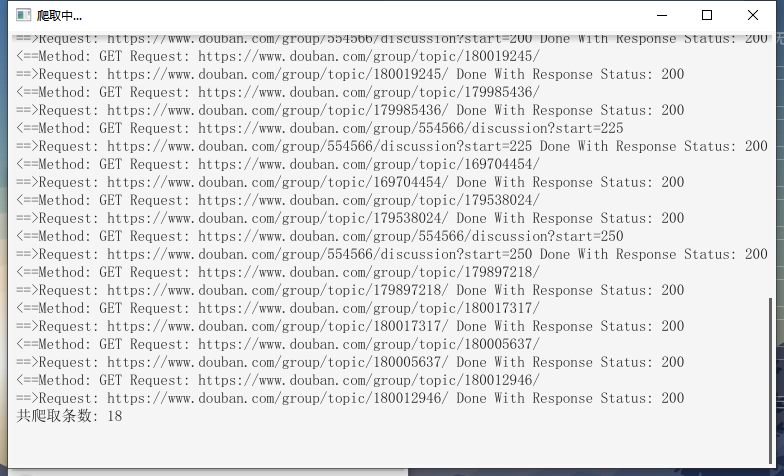 爬取中...
==>Request: https://www.douban.com/group/554566/discussion?start=200 Done With Response Status: 200
<==Method: GET Request: https://www.douban.com/group/topic/180019245/
==>Request: https://www.douban.com/group/topic/180019245/ Done With Response Status: 200
<==Method: GET Request: https://www.douban.com/group/topic/179985436/
==>Request: https://www.douban.com/group/topic/179985436/ Done With Response Status: 200
<==Method: GET Request: https://www.douban.com/group/554566/discussion?start=225
==>Request: https://www.douban.com/group/554566/discussion?start=225 Done With Response Status: 200
<==Method: GET Request: https://www.douban.com/group/topic/169704454/
==>Request: https://www.douban.com/group/topic/169704454/ Done With Response Status: 200
<==Method: GET Request: https://www.douban.com/group/topic/179538024/
==>Request: https://www.douban.com/group/topic/179538024/ Done With Response Status: 200
<==Method: GET Request: https://www.douban.com/group/554566/discussion?start=250
==>Request: https://www.douban.com/group/554566/discussion?start=250 Done With Response Status: 200
<==Method: GET Request: https://www.douban.com/group/topic/179897218/
==>Request: https://www.douban.com/group/topic/179897218/ Done With Response Status: 200
<==Method: GET Request: https://www.douban.com/group/topic/180017317/
==>Request: https://www.douban.com/group/topic/180017317/ Done With Response Status: 200
<==Method: GET Request: https://www.douban.com/group/topic/180005637/
==>Request: https://www.douban.com/group/topic/180005637/ Done With Response Status: 200
<==Method: GET Request: https://www.douban.com/group/topic/180012946/
==>Request: https://www.douban.com/group/topic/180012946/ Done With Response Status: 200
共爬取条数: 18